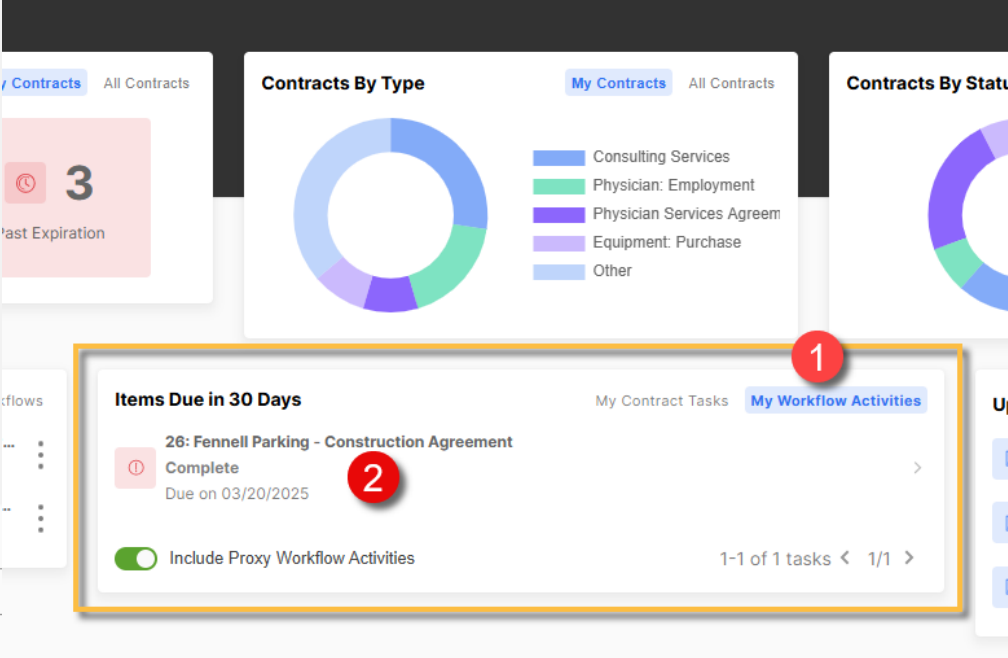 Contracts
All Contracts
3
Past Expiration
Contracts By Type
My Contracts
All Contracts
Consulting Services
Physician: Employment
Physician Services Agreem
Equipment: Purchase
Other
Contracts By Statu
1
kflows
...
...
Items Due in 30 Days
My Contract Tasks
My Workflow Activities
26: Fennell Parking - Construction Agreement
Complete
Due on 03/20/2025
2
Include Proxy Workflow Activities
1-1 of 1 tasks
1/1